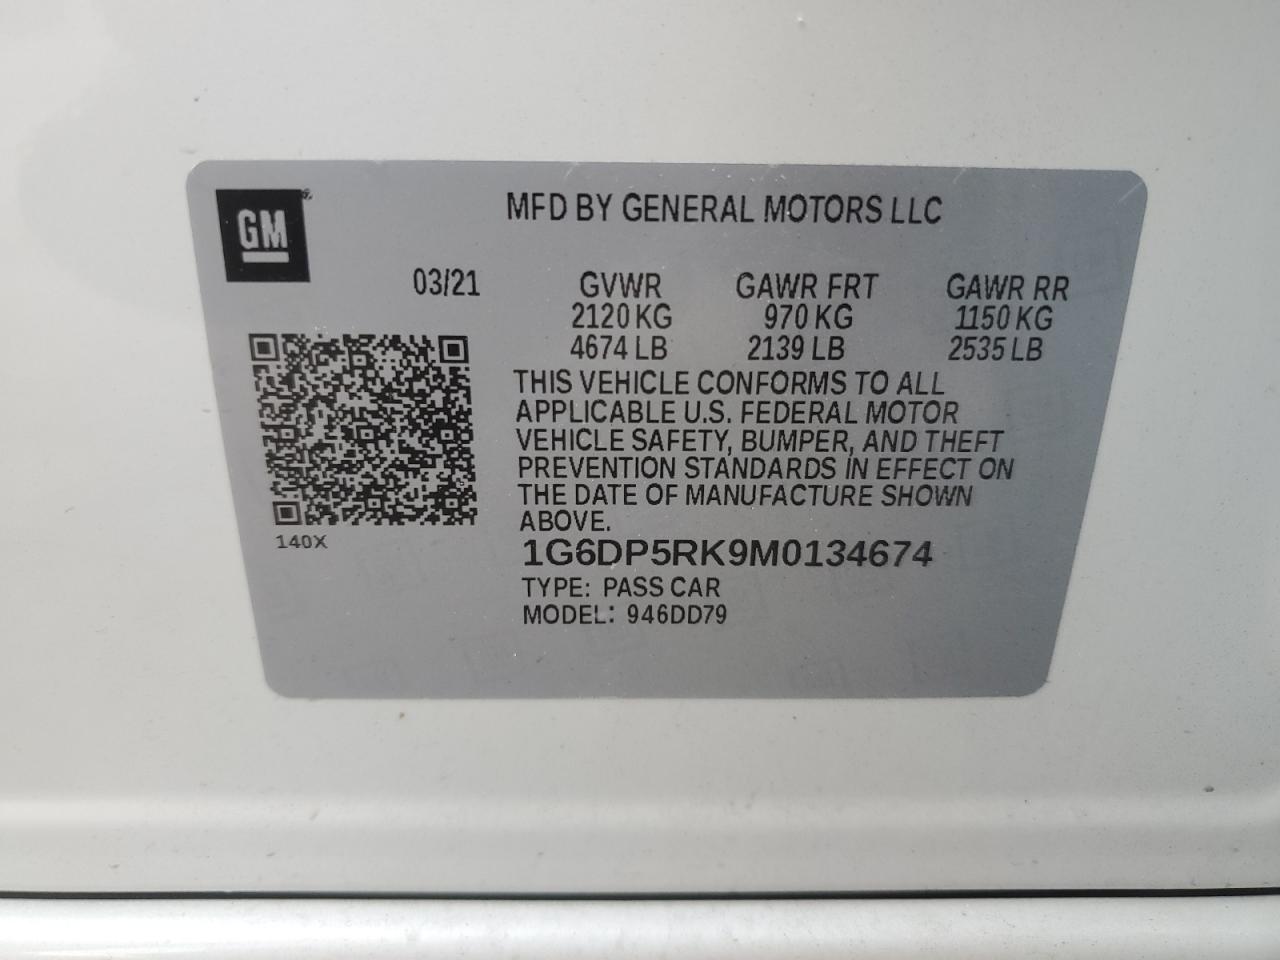 GM
MFD BY GENERAL MOTORS LLC
03/21 GVWR GAWR FRT GAWR RR
2120 KG 970 KG 1150 KG
4674 LB 2139 LB 2535 LB
THIS VEHICLE CONFORMS TO ALL
APPLICABLE U.S. FEDERAL MOTOR
VEHICLE SAFETY, BUMPER, AND THEFT
PREVENTION STANDARDS IN EFFECT ON
THE DATE OF MANUFACTURE SHOWN
ABOVE.
140X
1G6DP5RK9M0134674
TYPE: PASS CAR
MODEL: 946DD79